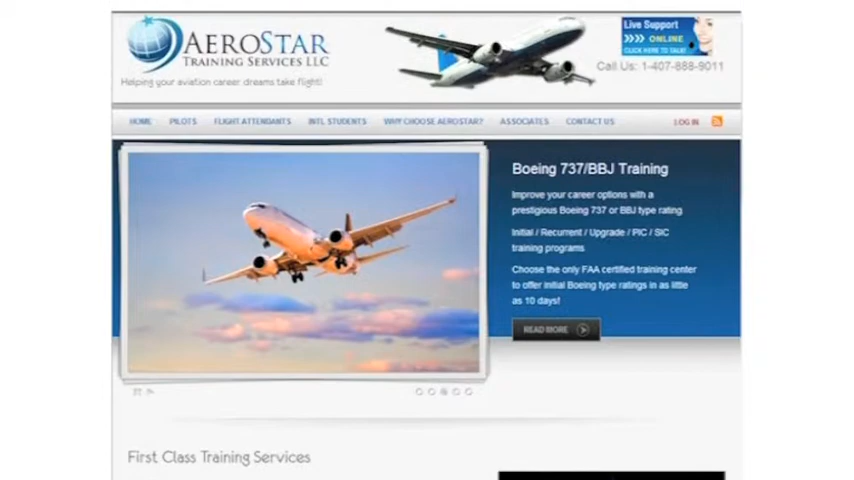 AEROSTAR
TRAINING SERVICES LLC
Helping your aviation career dreams take flight!
Live Support
ONLINE
CLICK HERE TO TALK!
Call Us: 1-407-888-9011
HOME PILOTS FLIGHT ATTENDANTS INTL STUDENTS WHY CHOOSE AEROSTAR? ASSOCIATES CONTACT US LOG IN
Boeing 737/BBJ Training
Improve your career options with a
prestigious Boeing 737 or BBJ type rating
Initial / Recurrent / Upgrade / PIC / SIC
training programs
Choose the only FAA certified training center
to offer initial Boeing type ratings in as little
as 10 days!
READ MORE
First Class Training Services